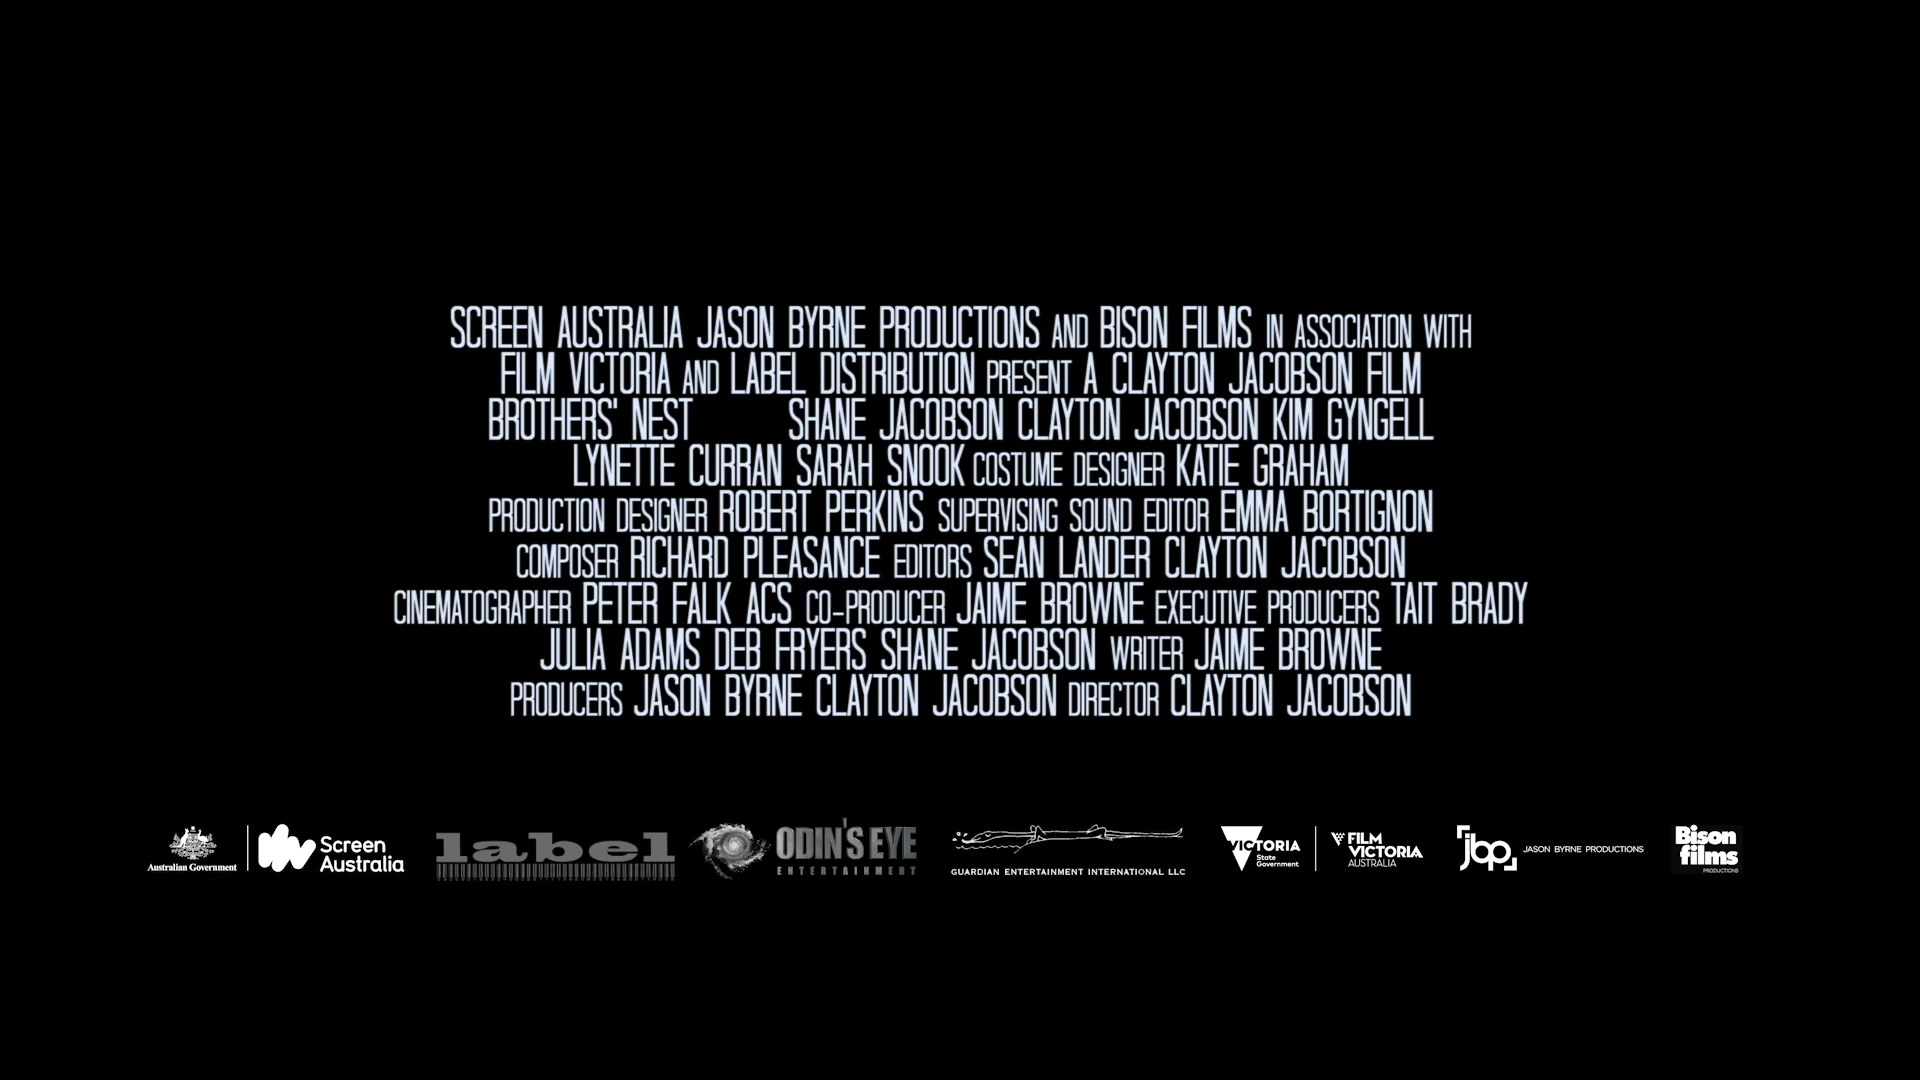 SCREEN AUSTRALIA JASON BYRNE PRODUCTIONS AND BISON FILMS IN ASSOCIATION WITH
FILM VICTORIA AND LABEL DISTRIBUTION PRESENT A CLAYTON JACOBSON FILM
BROTHERS' NEST SHANE JACOBSON CLAYTON JACOBSON KIM GYNGELL
LYNETTE CURRAN SARAH SNOOK COSTUME DESIGNER KATIE GRAHAM
PRODUCTION DESIGNER ROBERT PERKINS SUPERVISING SOUND EDITOR EMMA BORTIGNON
COMPOSER RICHARD PLEASANCE EDITORS SEAN LANDER CLAYTON JACOBSON
CINEMATOGRAPHER PETER FALK ACS CO-PRODUCER JAIME BROWNE EXECUTIVE PRODUCERS TAIT BRADY
JULIA ADAMS DEB FRYERS SHANE JACOBSON WRITER JAIME BROWNE
PRODUCERS JASON BYRNE CLAYTON JACOBSON DIRECTOR CLAYTON JACOBSON
Australian Government
Screen
Australia
label
ODIN'S EYE
ENTERTAINMENT
GUARDIAN ENTERTAINMENT INTERNATIONAL LLC
VICTORIA
State
Government
FILM
VICTORIA
AUSTRALIA
jbp
JASON BYRNE PRODUCTIONS
Bison
films
PRODUCTIONS